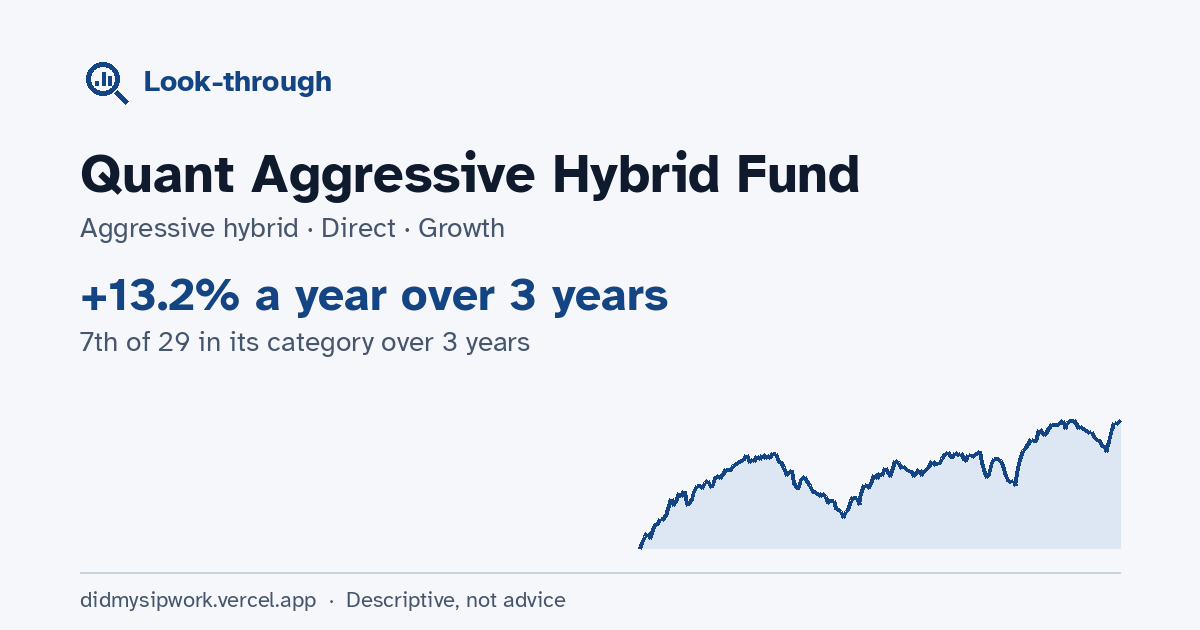 Look-through
Quant Aggressive Hybrid Fund
Aggressive hybrid · Direct · Growth
+13.2% a year over 3 years
7th of 29 in its category over 3 years
didmysipwork.vercel.app · Descriptive, not advice